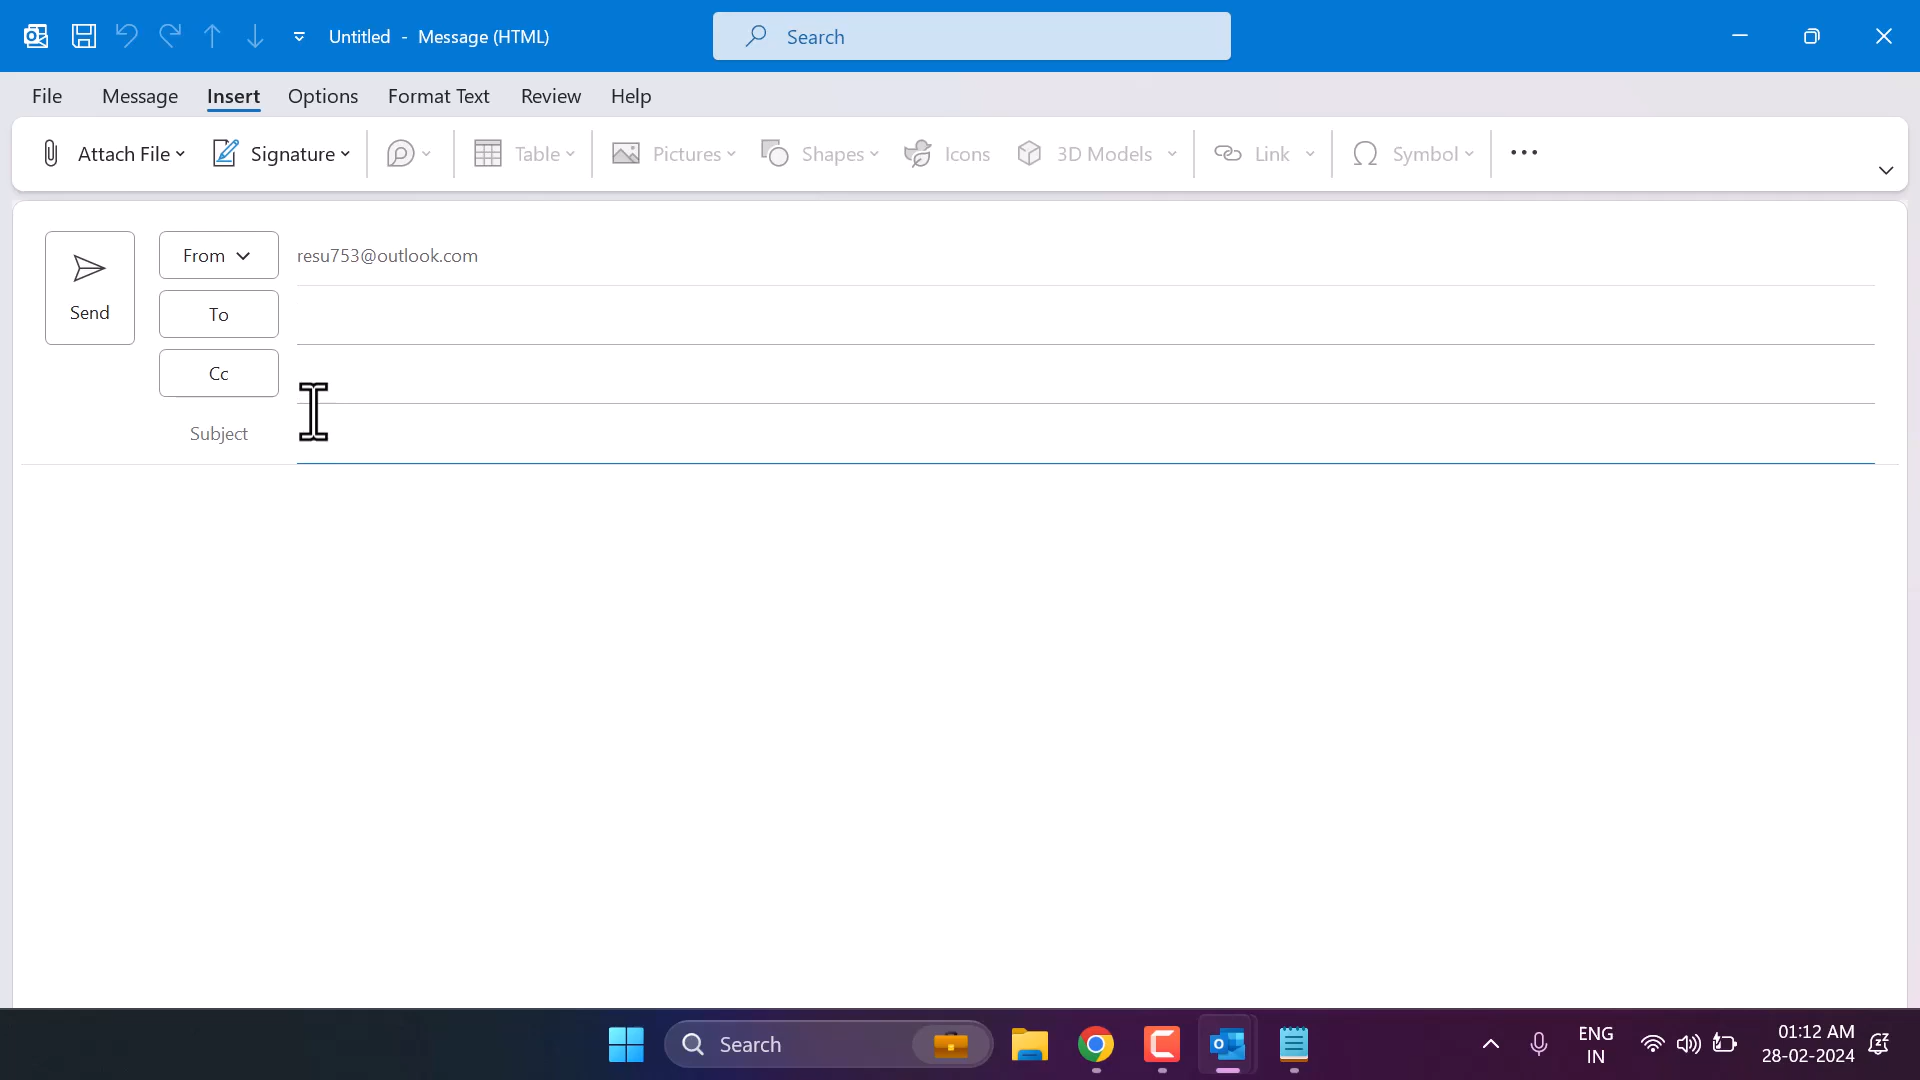 Untitled - Message (HTML)
Search
File Message Insert Options Format Text Review Help
Attach File Signature Table Pictures Shapes Icons 3D Models Link Symbol
Send
From resu753@outlook.com
To
Cc
Subject
Search
ENG
IN
01:12 AM
28-02-2024